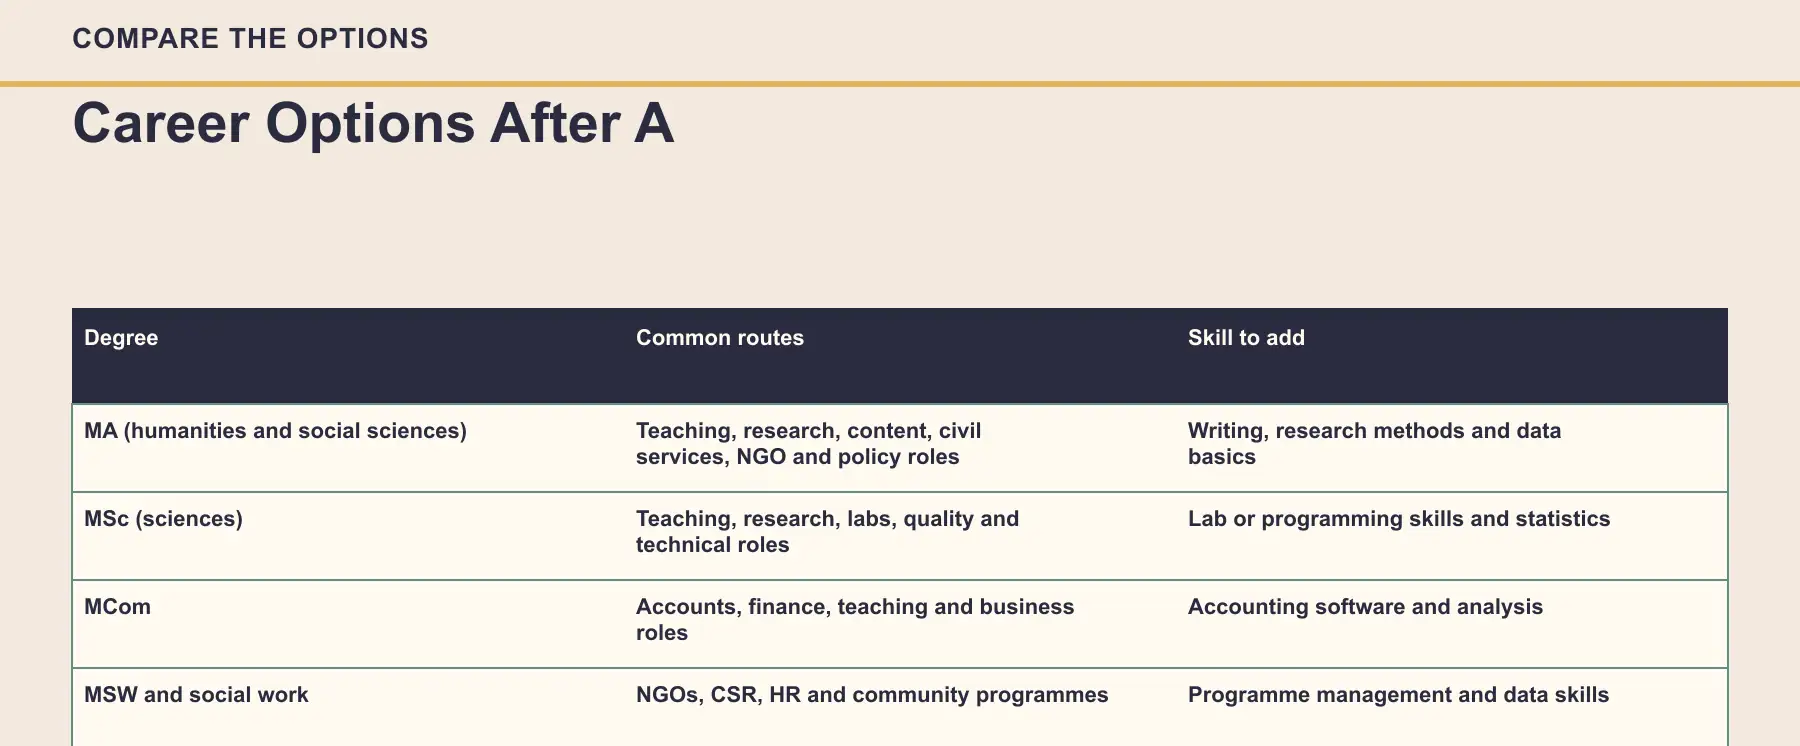 COMPARE THE OPTIONS
Career Options After A
Degree
Common routes
Skill to add
MA (humanities and social sciences)
Teaching, research, content, civil
services, NGO and policy roles
Writing, research methods and data
basics
MSc (sciences)
Teaching, research, labs, quality and
technical roles
Lab or programming skills and statistics
MCom
Accounts, finance, teaching and business
roles
Accounting software and analysis
MSW and social work
NGOs, CSR, HR and community programmes
Programme management and data skills